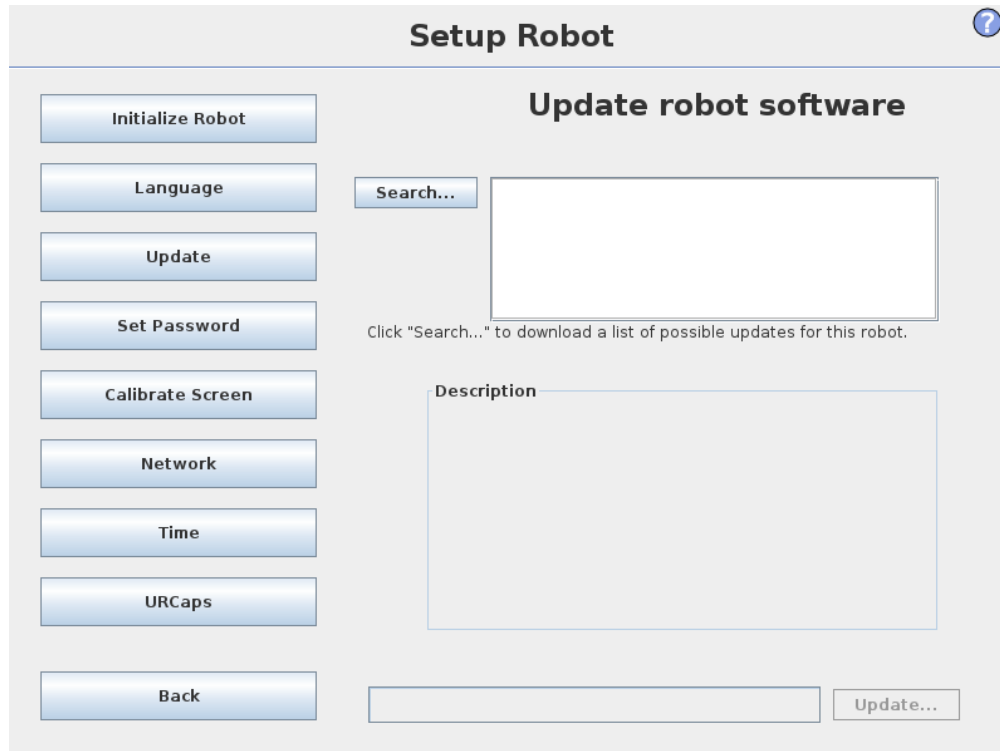 Setup Robot
?
Initialize Robot
Language
Update
Set Password
Calibrate Screen
Network
Time
URCaps
Back
Update robot software
Search...
Click "Search..." to download a list of possible updates for this robot.
Description
Update...